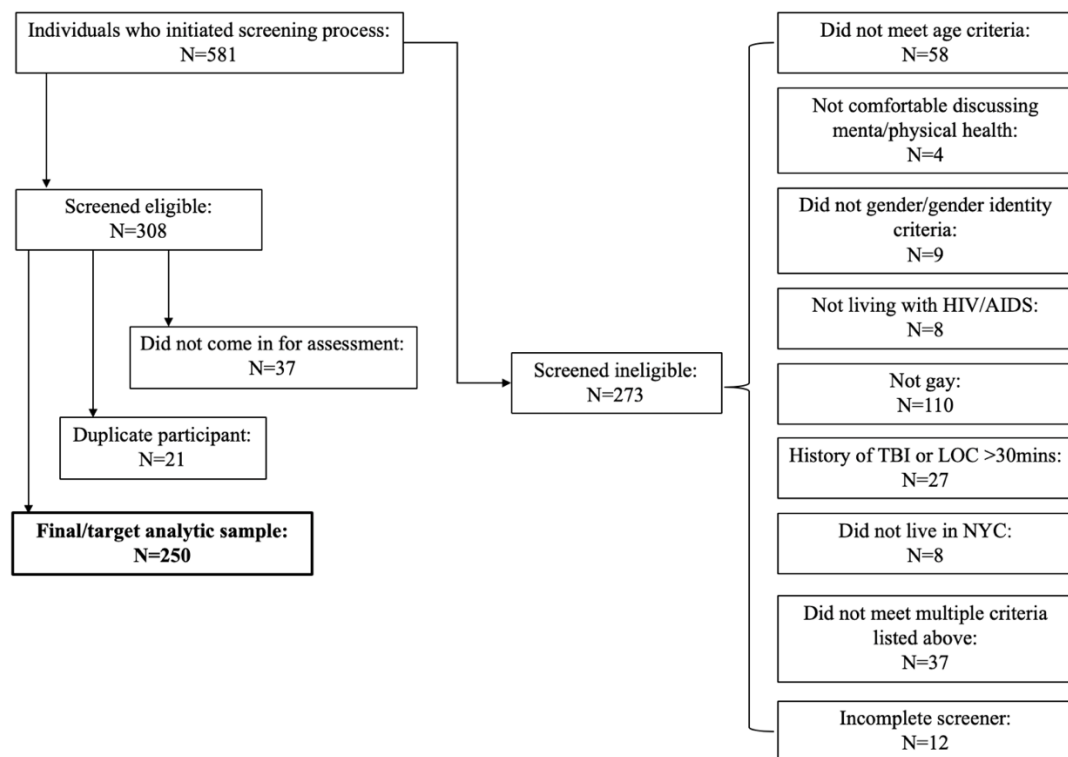 Individuals who initiated screening process:
N=581
Screened eligible:
N=308
Did not come in for assessment:
N=37
Duplicate participant:
N=21
Final/target analytic sample:
N=250
Screened ineligible:
N=273
Did not meet age criteria:
N=58
Not comfortable discussing
menta/physical health:
N=4
Did not gender/gender identity
criteria:
N=9
Not living with HIV/AIDS:
N=8
Not gay:
N=110
History of TBI or LOC >30mins:
N=27
Did not live in NYC:
N=8
Did not meet multiple criteria
listed above:
N=37
Incomplete screener:
N=12